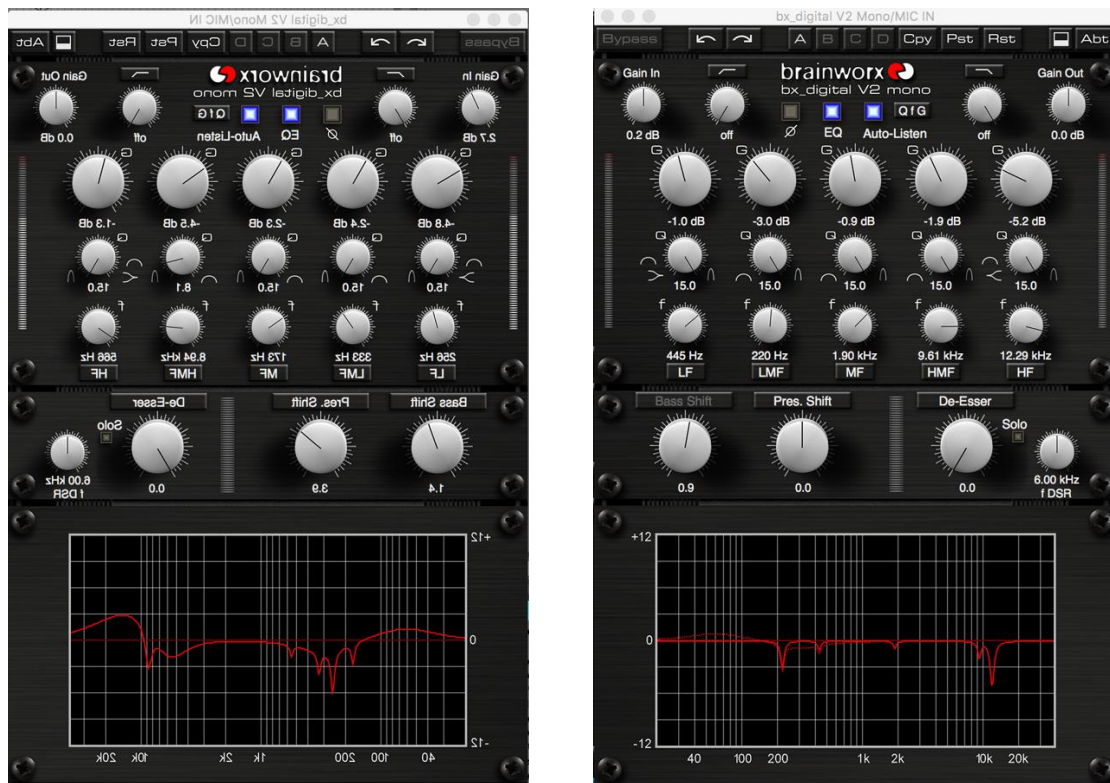 bx_digital V2 Mono/MIC IN
Bypass A B C D Cpy Pst Rst Abt
Gain In brainworx Gain Out
bx_digital V2 mono
2.7 dB off Ø EQ Auto-Listen Q f G off 0.0 dB
G G G G G
-4.8 dB -2.4 dB -2.3 dB -4.5 dB -1.3 dB
Q Q Q Q Q
15.0 15.0 15.0 8.1 15.0
f f
256 Hz 333 Hz 173 Hz 8.94 kHz 566 Hz
LF LMF MF HMF HF
Bass Shift Pres. Shift De-Esser
Solo
1.4 3.9 0.0 6.00 kHz
f DSR
+12
0
-12
40 100 200 1k 2k 10k 20k
bx_digital V2 Mono/MIC IN
Bypass A B C D Cpy Pst Rst Abt
Gain In brainworx Gain Out
bx_digital V2 mono
0.2 dB off Ø EQ Auto-Listen Q f G off 0.0 dB
G G G G G
-1.0 dB -3.0 dB -0.9 dB -1.9 dB -5.2 dB
Q Q Q Q Q
15.0 15.0 15.0 15.0 15.0
f f f f f
445 Hz 220 Hz 1.90 kHz 9.61 kHz 12.29 kHz
LF LMF MF HMF HF
Bass Shift Pres. Shift De-Esser
Solo
0.9 0.0 0.0 6.00 kHz
f DSR
+12
0
-12
40 100 200 1k 2k 10k 20k